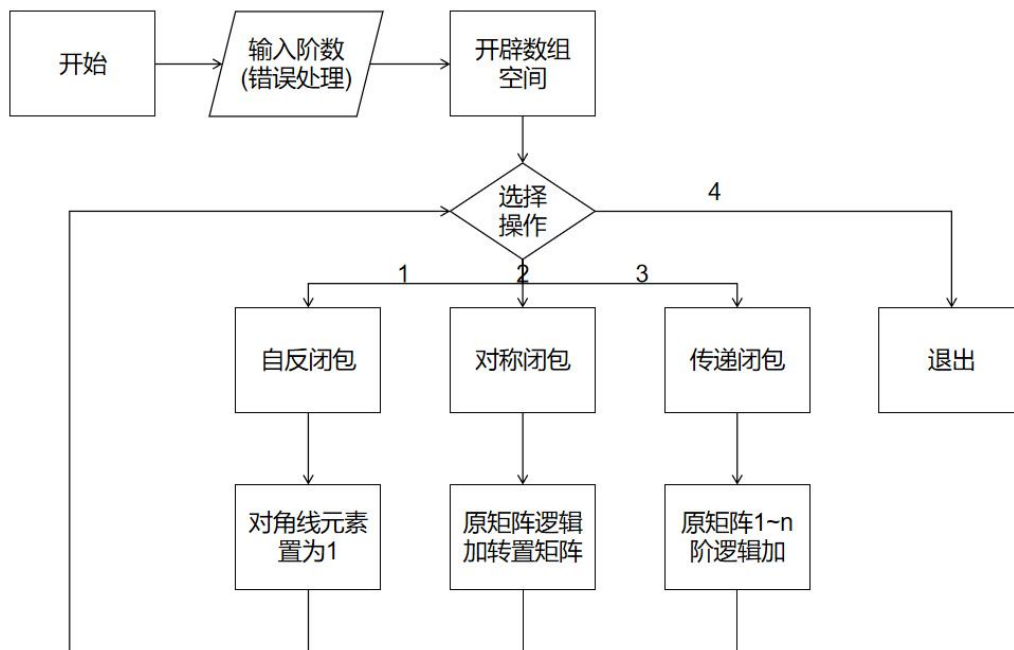 开始
输入阶数
(错误处理)
开辟数组
空间
选择
操作
4
1
2
3
自反闭包
对称闭包
传递闭包
退出
对角线元素
置为1
原矩阵逻辑
加转置矩阵
原矩阵1~n
阶逻辑加